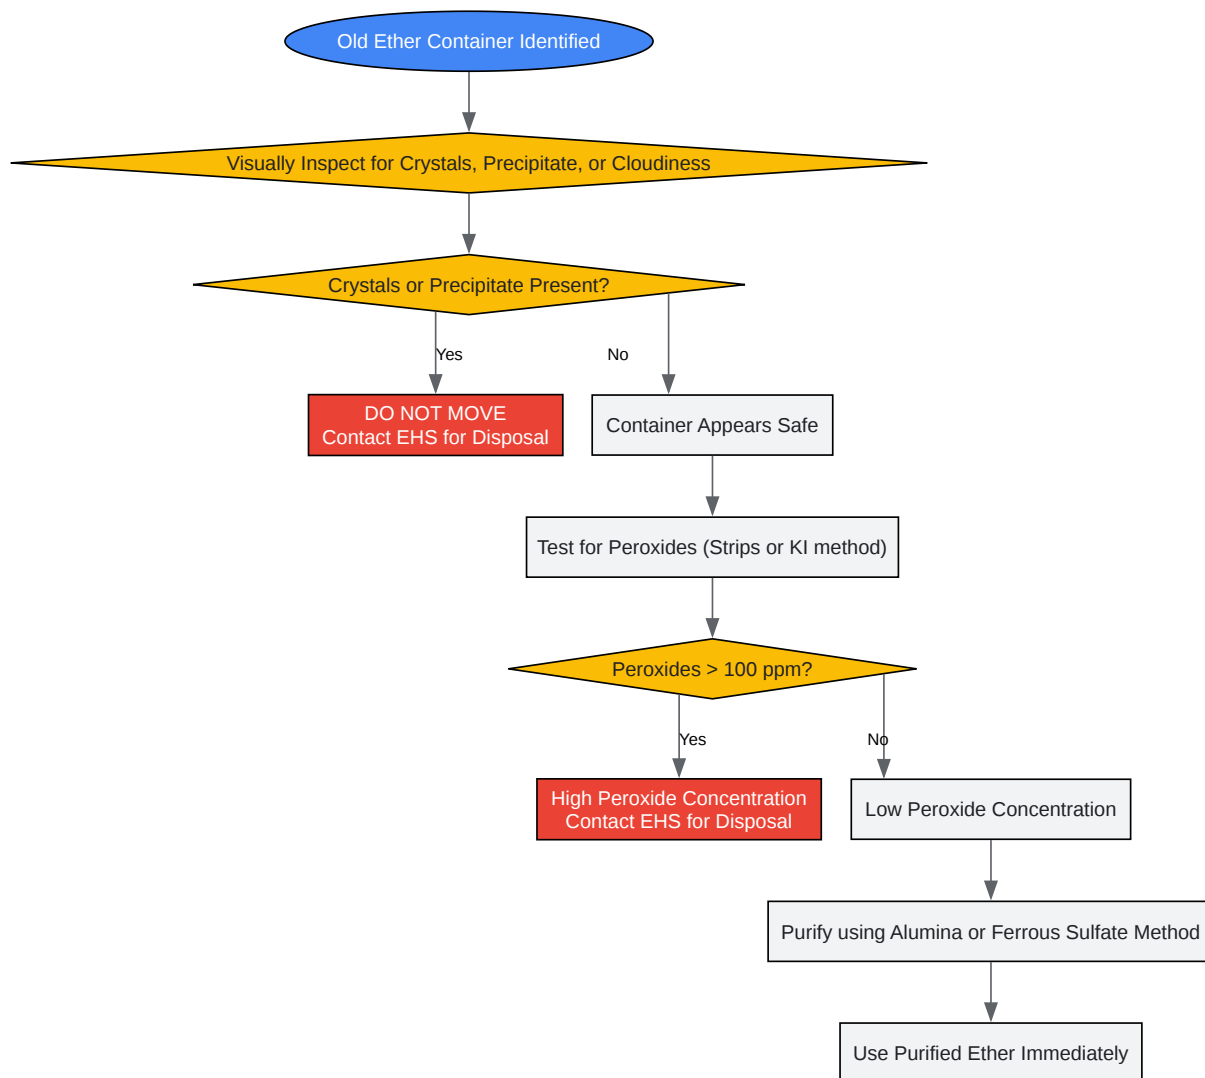 Old Ether Container Identified
Visually Inspect for Crystals, Precipitate, or Cloudiness
Crystals or Precipitate Present?
Yes
No
DO NOT MOVE
Contact EHS for Disposal
Container Appears Safe
Test for Peroxides (Strips or KI method)
Peroxides > 100 ppm?
Yes
No
High Peroxide Concentration
Contact EHS for Disposal
Low Peroxide Concentration
Purify using Alumina or Ferrous Sulfate Method
Use Purified Ether Immediately